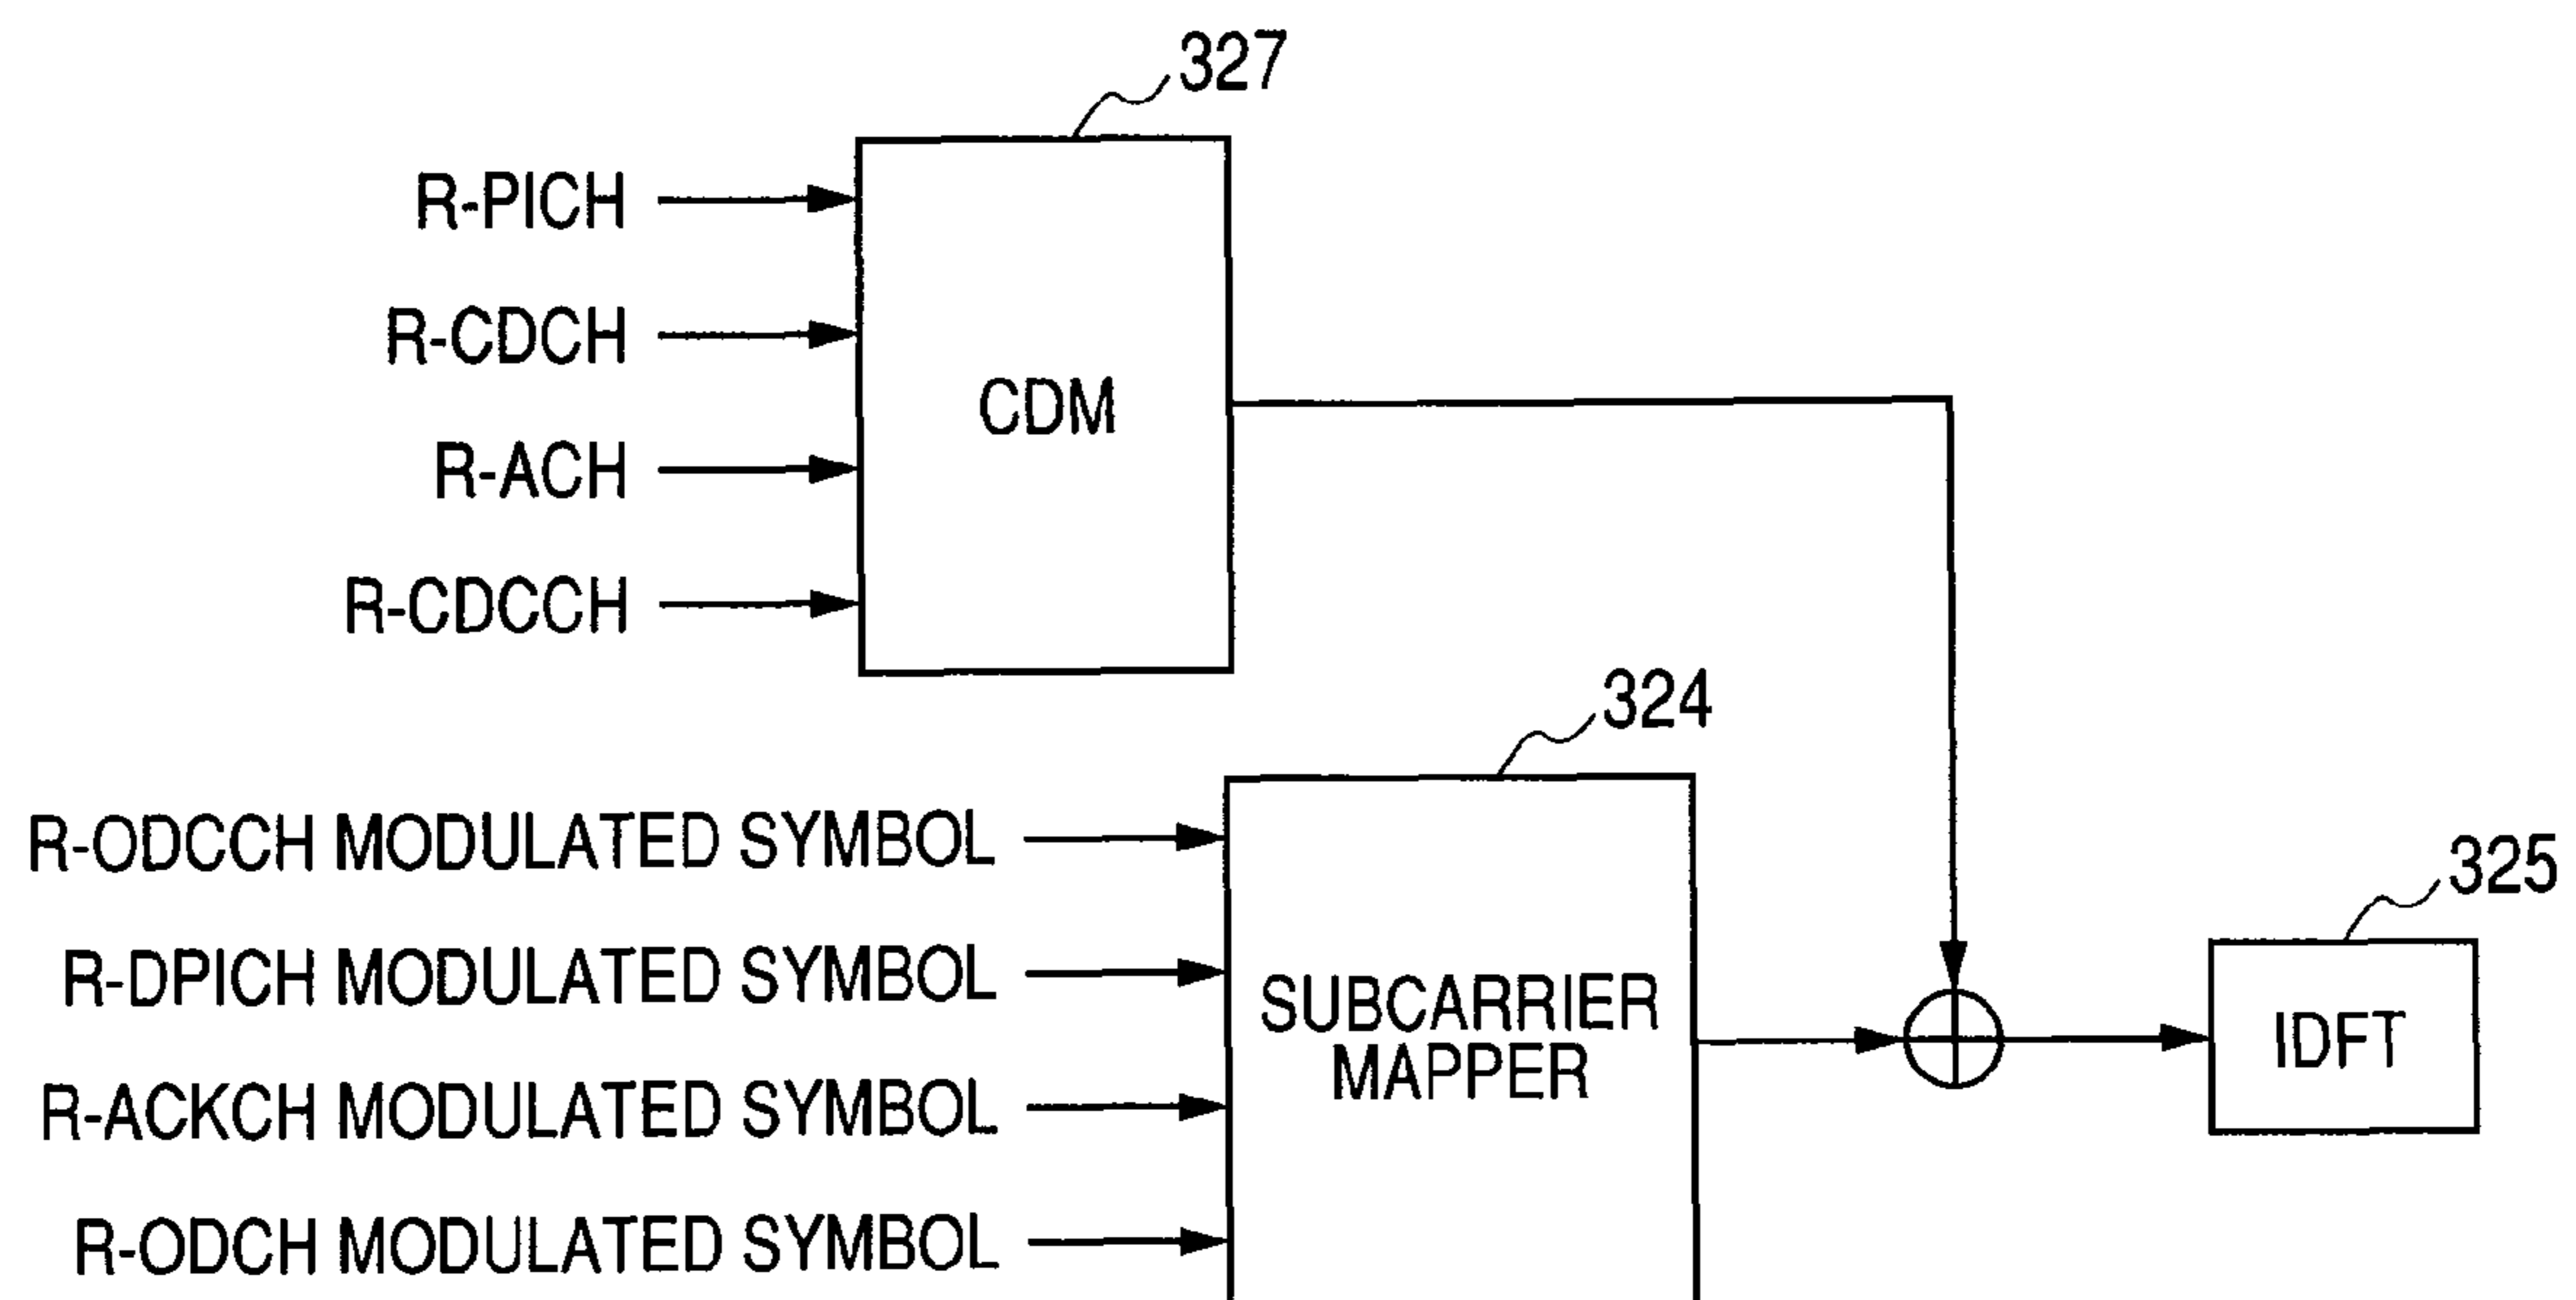 327
R-PICH
R-CDCH
CDM
R-ACH
R-CDCCH
324
R-ODCCH MODULATED SYMBOL
325
R-DPICH MODULATED SYMBOL
SUBCARRIER
MAPPER
IDFT
R-ACKCH MODULATED SYMBOL
R-ODCH MODULATED SYMBOL